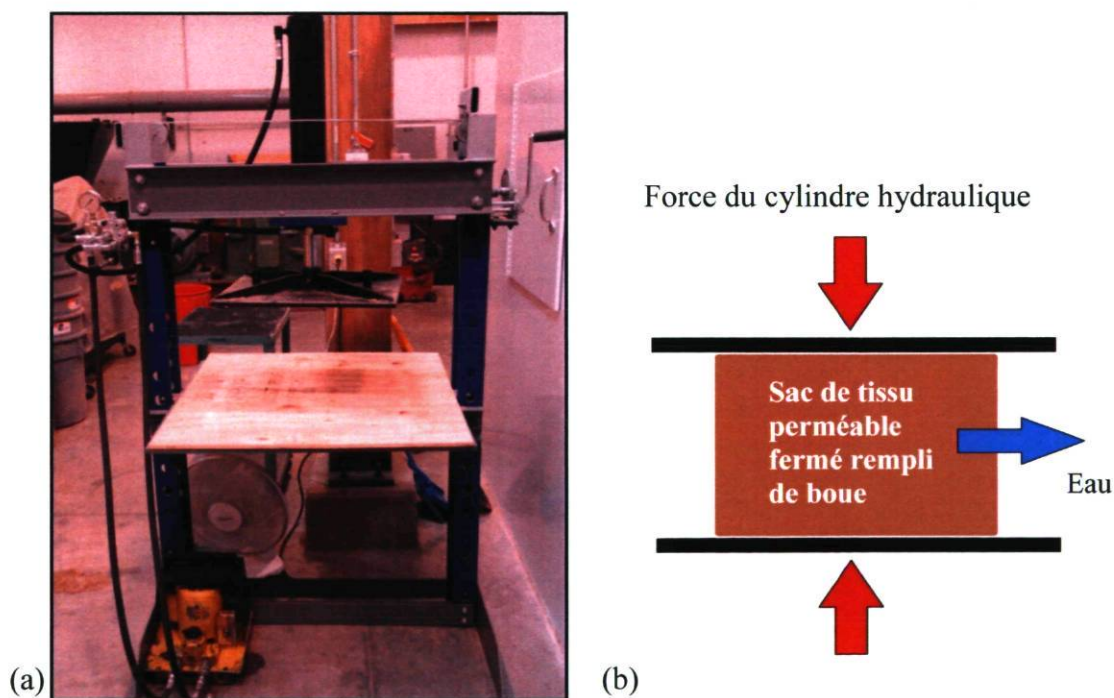 Force du cylindre hydraulique
Sac de tissu
perméable
fermé rempli
de boue
Eau
(a)
(b)